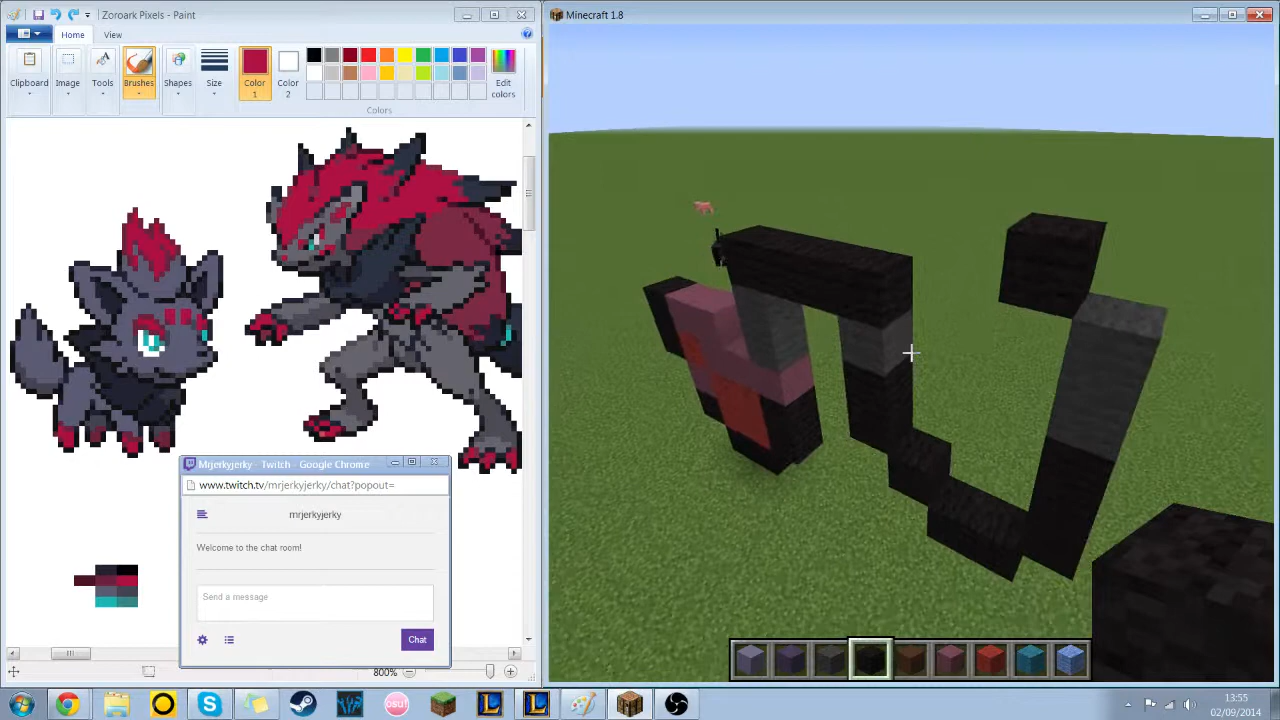 Zoroark Pixels - Paint
Home
View
Clipboard
Image
Tools
Brushes
Shapes
Size
Color
1
Color
2
Edit
colors
Colors
Mrjerkyjerky - Twitch - Google Chrome
www.twitch.tv/mrjerkyjerky/chat?popout=
mrjerkyjerky
Welcome to the chat room!
Send a message
Chat
800%
Minecraft 1.8
osu!
13:55
02/09/2014